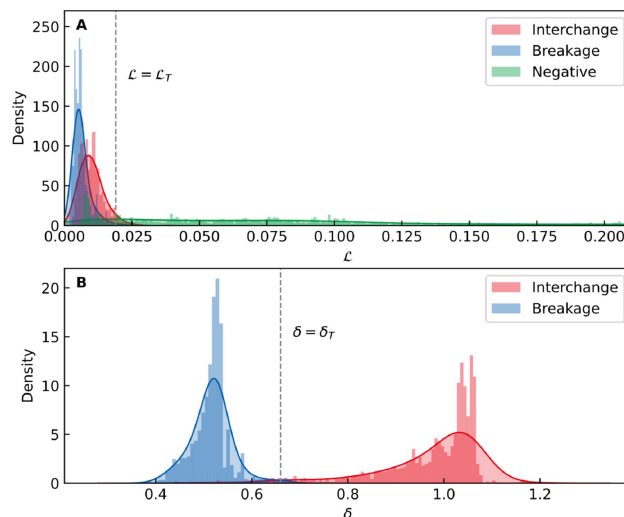 A
Interchange
Breakage
Negative
ℒ = ℒ_T
Density
250
200
150
100
50
0
0.000 0.025 0.050 0.075 0.100 0.125 0.150 0.175 0.200
ℒ
B
Interchange
Breakage
δ = δ_T
Density
20
15
10
5
0
0.4 0.6 0.8 1.0 1.2
δ